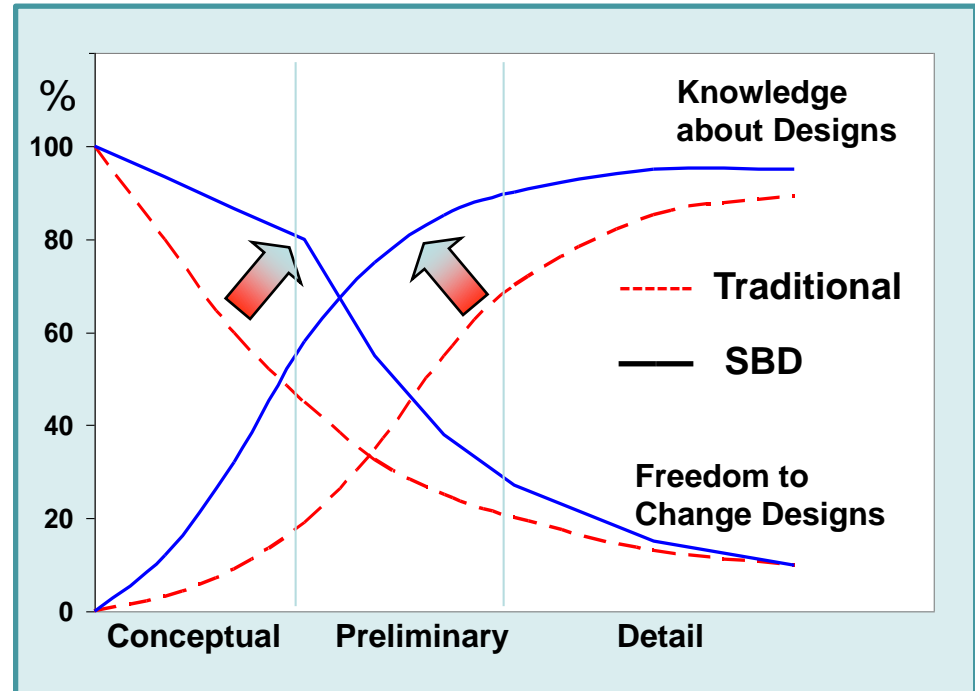 %
Knowledge
about Designs
100
80
60
40
20
0
Traditional
SBD
Freedom to
Change Designs
Conceptual Preliminary Detail